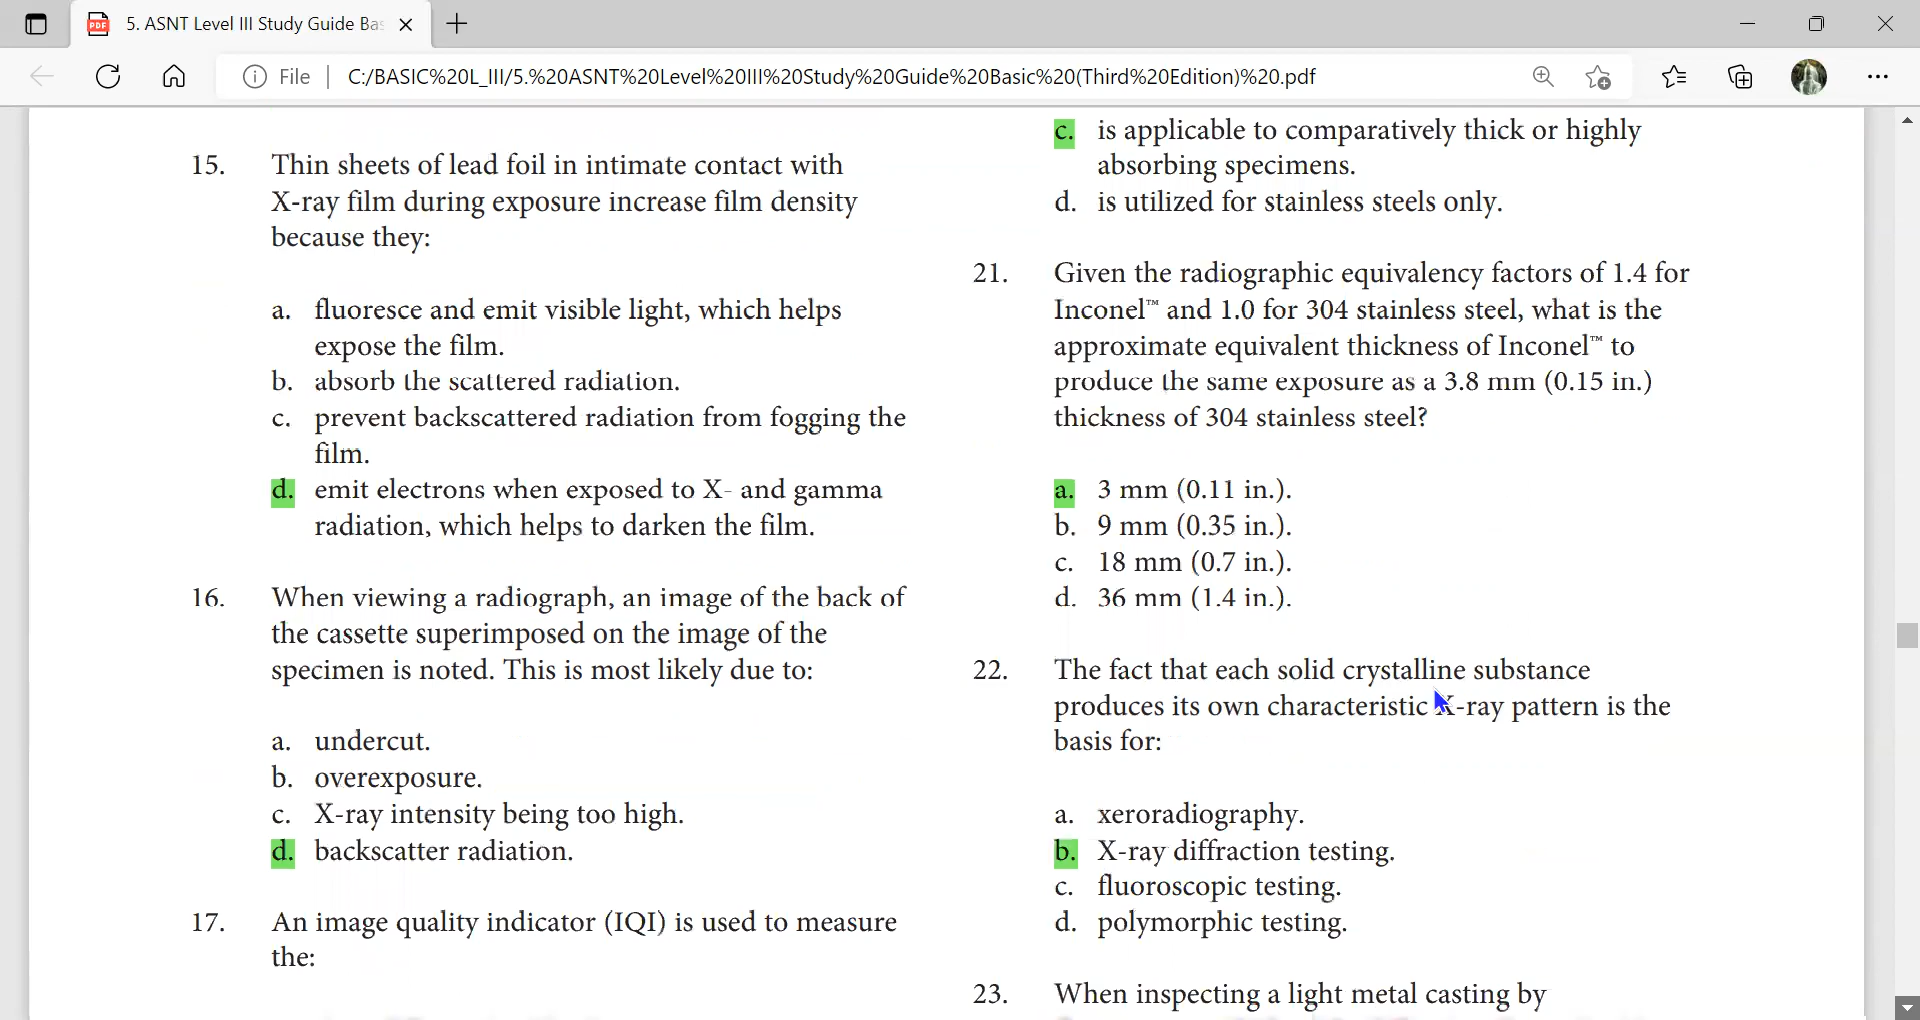 5. ASNT Level III Study Guide Bas
File
C:/BASIC%20L_III/5.%20ASNT%20Level%20III%20Study%20Guide%20Basic%20(Third%20Edition)%20.pdf
15. Thin sheets of lead foil in intimate contact with
X-ray film during exposure increase film density
because they:
a. fluoresce and emit visible light, which helps
expose the film.
b. absorb the scattered radiation.
c. prevent backscattered radiation from fogging the
film.
d. emit electrons when exposed to X- and gamma
radiation, which helps to darken the film.
16. When viewing a radiograph, an image of the back of
the cassette superimposed on the image of the
specimen is noted. This is most likely due to:
a. undercut.
b. overexposure.
c. X-ray intensity being too high.
d. backscatter radiation.
17. An image quality indicator (IQI) is used to measure
the:
c. is applicable to comparatively thick or highly
absorbing specimens.
d. is utilized for stainless steels only.
21. Given the radiographic equivalency factors of 1.4 for
Inconel™ and 1.0 for 304 stainless steel, what is the
approximate equivalent thickness of Inconel™ to
produce the same exposure as a 3.8 mm (0.15 in.)
thickness of 304 stainless steel?
a. 3 mm (0.11 in.).
b. 9 mm (0.35 in.).
c. 18 mm (0.7 in.).
d. 36 mm (1.4 in.).
22. The fact that each solid crystalline substance
produces its own characteristic X-ray pattern is the
basis for:
a. xeroradiography.
b. X-ray diffraction testing.
c. fluoroscopic testing.
d. polymorphic testing.
23. When inspecting a light metal casting by